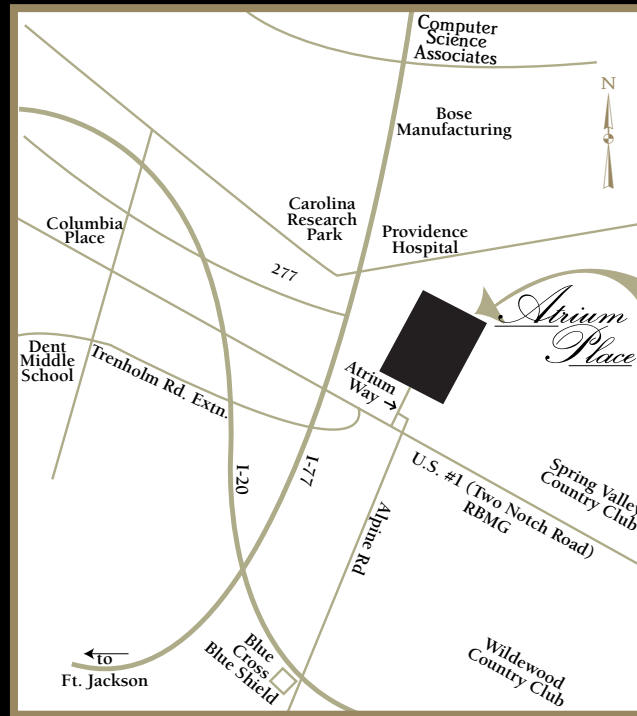 Computer
Science
Associates
N
Bose
Manufacturing
Carolina
Research
Park
Columbia
Place
Providence
Hospital
277
Atrium
Place
Dent
Middle
School
Trenholm Rd. Extn.
Atrium
Way →
I-20
I-77
U.S. #1 (Two Notch Road)
RBMG
Spring Valley
Country Club
Alpine Rd
Blue
Cross
Blue Shield
Wildewood
Country Club
to
Ft. Jackson